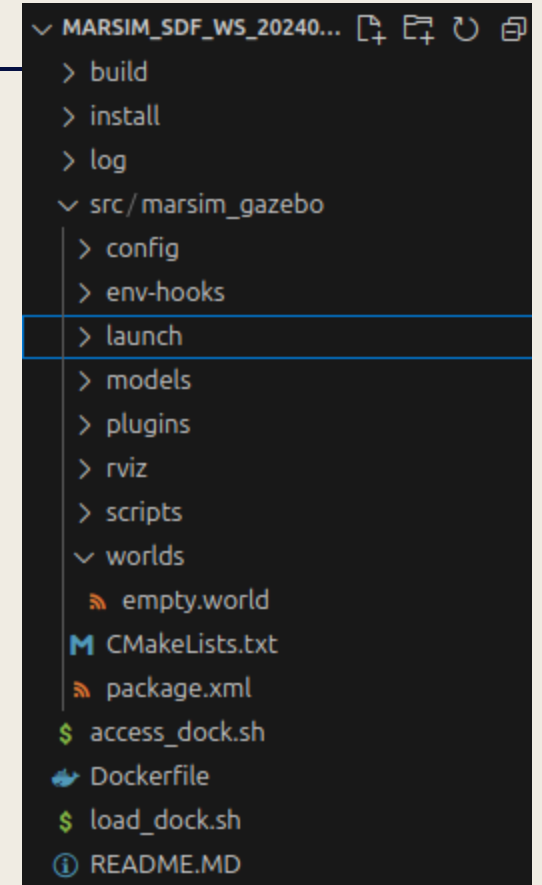 MARSIM_SDF_WS_20240...
build
install
log
src/marsim_gazebo
config
env-hooks
launch
models
plugins
rviz
scripts
worlds
empty.world
M CMakeLists.txt
package.xml
$ access_dock.sh
Dockerfile
$ load_dock.sh
README.MD